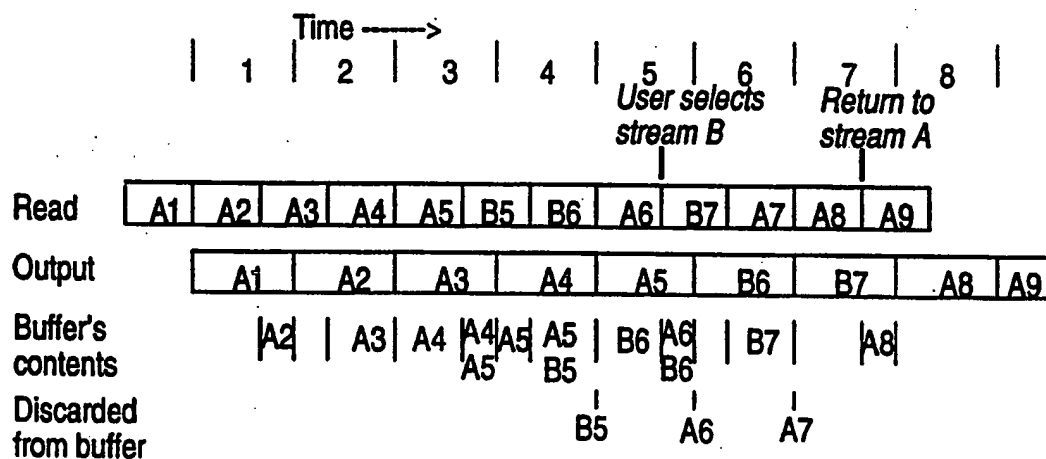 Time ------>
1 2 3 4 5 6 7 8
User selects Return to
stream B stream A
Read A1 A2 A3 A4 A5 B5 B6 A6 B7 A7 A8 A9
Output A1 A2 A3 A4 A5 B6 B7 A8 A9
Buffer's A2 A3 A4 A4 A5 A5 B6 A6 B7 A8
contents A5 B5 B6
Discarded B5 A6 A7
from buffer